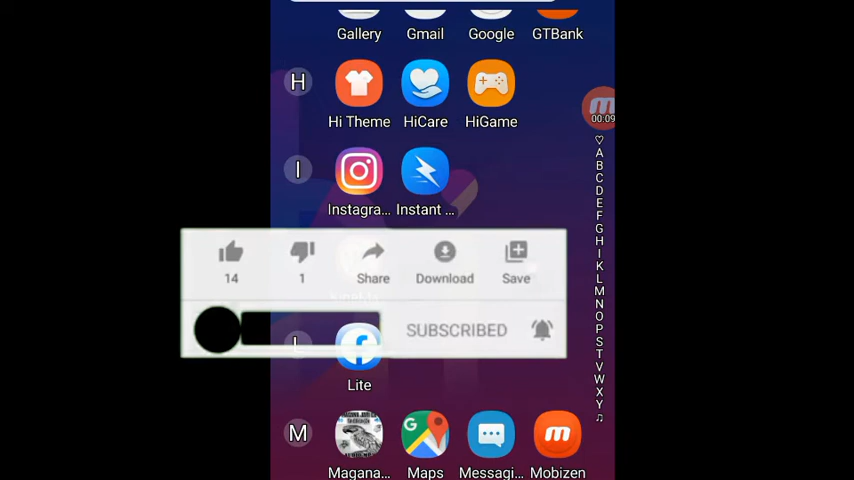 Gallery Gmail Google GTBank
H
Hi Theme HiCare HiGame
00:09
I
Instagra... Instant ...
14 1 Share Download Save
SUBSCRIBED
L
Lite
M
Magana... Maps Messagi... Mobizen
A
B
C
D
E
F
G
H
I
J
K
L
M
N
O
P
Q
R
S
T
U
V
W
X
Y